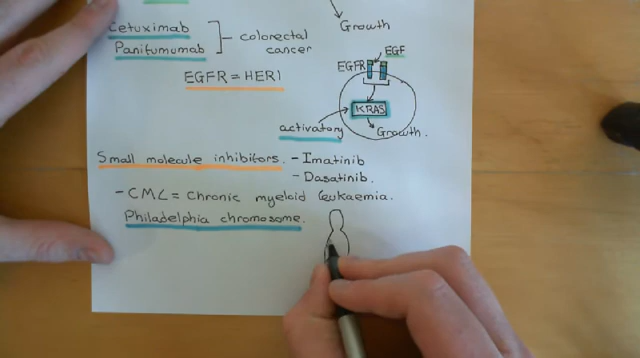 Growth
Cetuximab
Panitumumab
colorectal
cancer
EGFR = HER1
EGF
EGFR
KRAS
activatory
Growth.
Small molecule inhibitors. - Imatinib
- Dasatinib.
- CML = Chronic myeloid leukaemia.
Philadelphia chromosome.